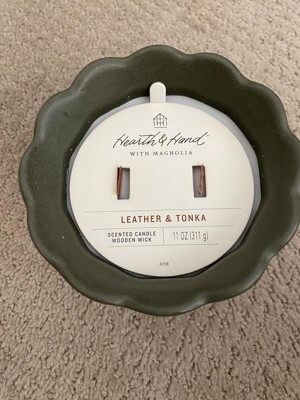 Hearth & Hand
WITH MAGNOLIA
LEATHER & TONKA
SCENTED CANDLE
WOODEN WICK
11 OZ (311 g)